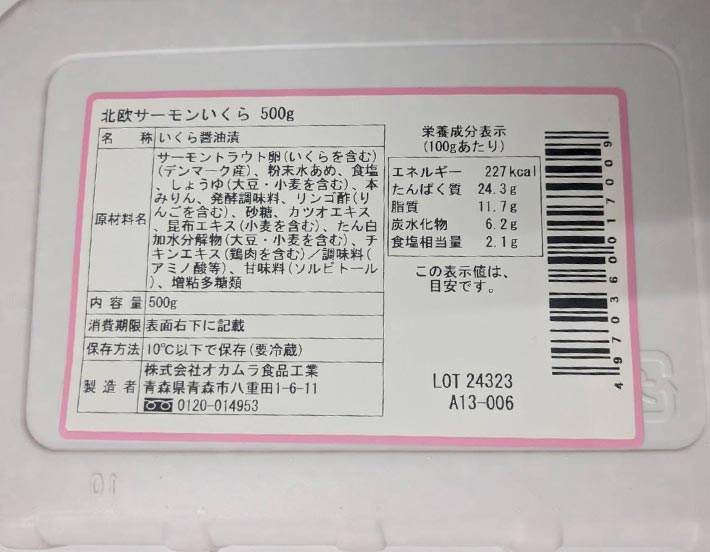 北欧サーモンいくら 500g
名 称 いくら醤油漬
原材料名 サーモントラウト卵(いくらを含む)
(デンマーク産)、粉末水あめ、食塩
、しょうゆ(大豆・小麦を含む)、本
みりん、発酵調味料、リンゴ酢(り
んごを含む)、砂糖、カツオエキス
、昆布エキス(小麦を含む)、たん白
加水分解物(大豆・小麦を含む)、チ
キンエキス(鶏肉を含む)/調味料(
アミノ酸等)、甘味料(ソルビトール
)、増粘多糖類
内 容 量 500g
消費期限 表面右下に記載
保存方法 10℃以下で保存(要冷蔵)
製 造 者 株式会社オカムラ食品工業
青森県青森市八重田1-6-11
0120-014953
栄養成分表示
(100gあたり)
エネルギー 227kcal
たんぱく質 24.3g
脂質 11.7g
炭水化物 6.2g
食塩相当量 2.1g
この表示値は、
目安です。
LOT 24323
A13-006
4970360017009
01